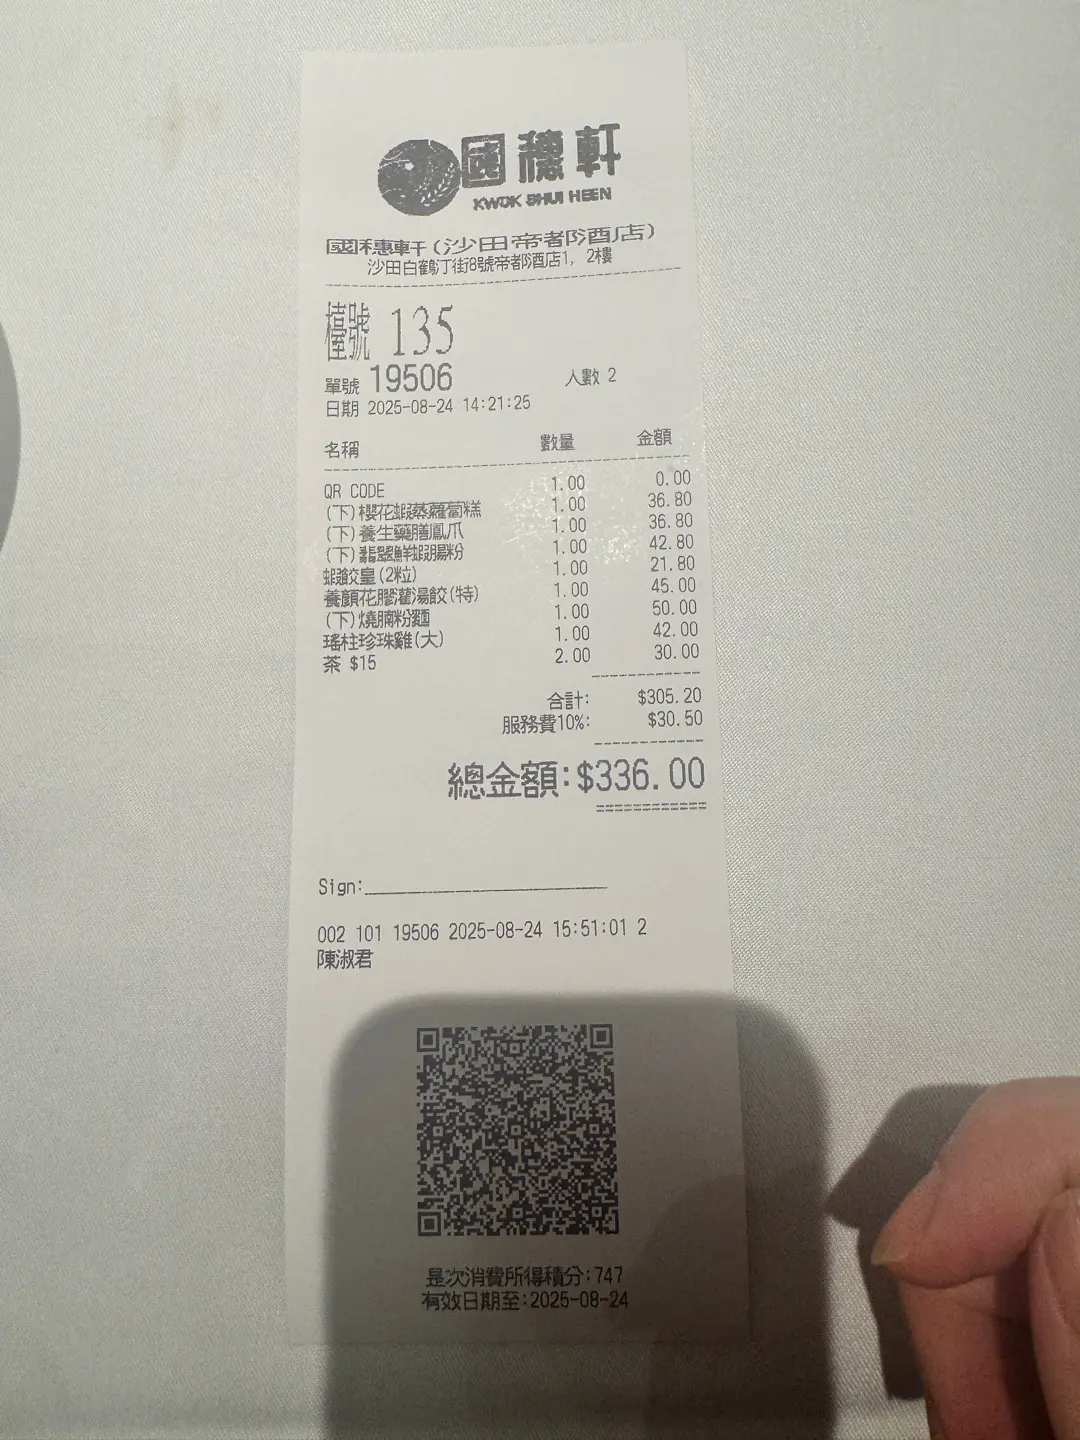 國穗軒
KWOK SHUI HEEN
國穗軒(沙田帝都酒店)
沙田白鶴汀街8號帝都酒店1, 2樓
檯號 135
單號 19506 人數 2
日期 2025-08-24 14:21:25
名稱 數量 金額
QR CODE 1.00 0.00
(下)櫻花蝦蒸蘿蔔糕 1.00 36.80
(下)養生藥膳鳳爪 1.00 36.80
(下)翡翠鮮蝦腸粉 1.00 42.80
蝦餃皇(2粒) 1.00 21.80
養顏花膠灌湯餃(特) 1.00 45.00
(下)燒腩粉麵 1.00 50.00
瑤柱珍珠雞(大) 1.00 42.00
茶 $15 2.00 30.00
合計: $305.20
服務費10%: $30.50
總金額:$336.00
Sign:
002 101 19506 2025-08-24 15:51:01 2
陳淑君
是次消費所得積分:747
有效日期至:2025-08-24